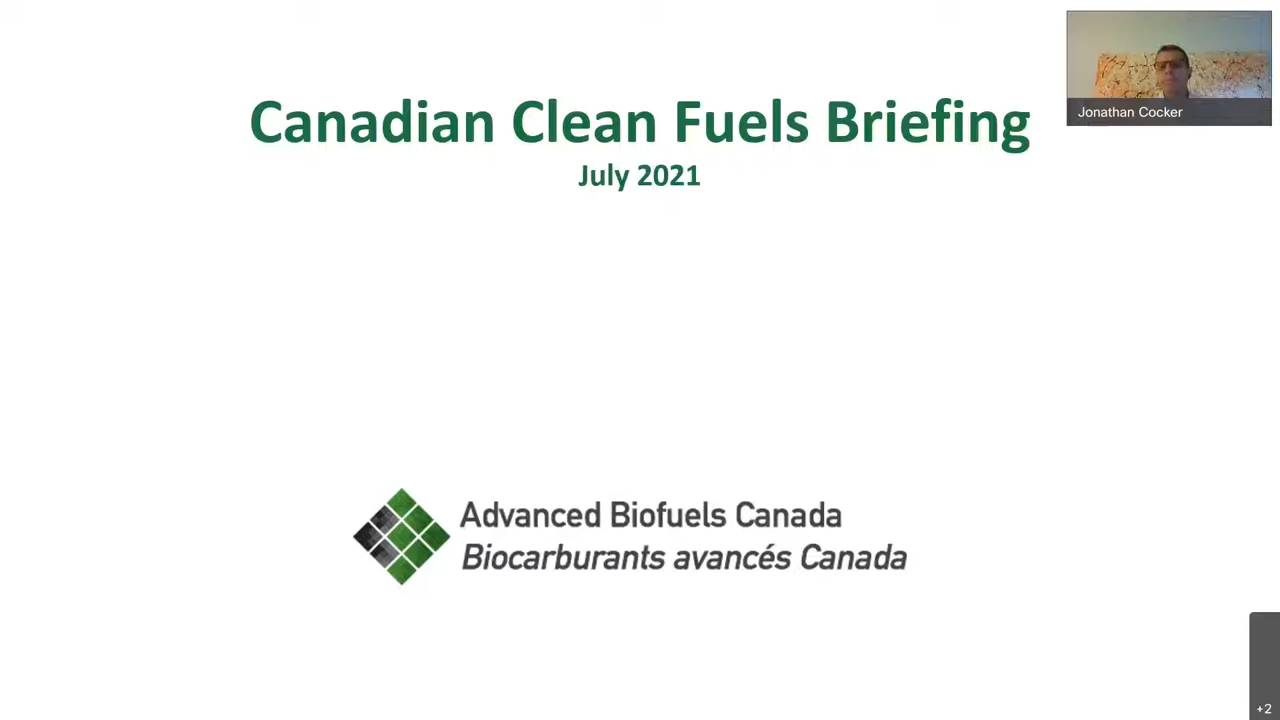 Canadian Clean Fuels Briefing
July 2021
Jonathan Cocker
Advanced Biofuels Canada
Biocarburants avancés Canada
+2